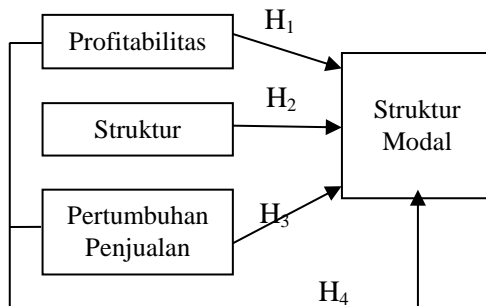 Profitabilitas
H1
Struktur
H2
Struktur
Modal
Pertumbuhan
Penjualan
H3
H4